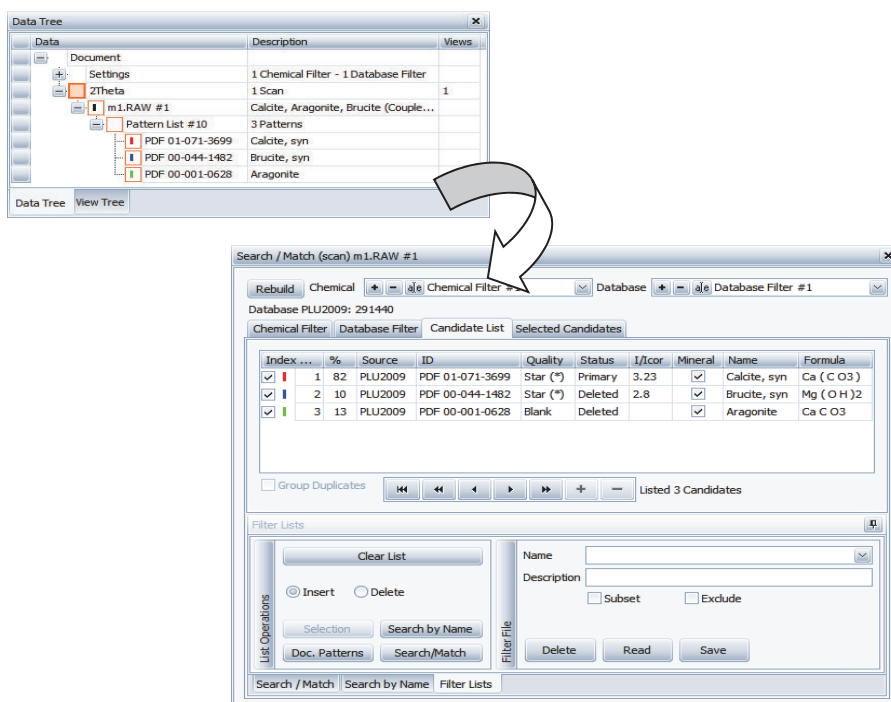 Data Tree
Data Description Views
Document
Settings 1 Chemical Filter - 1 Database Filter
2Theta 1 Scan 1
m1.RAW #1 Calcite, Aragonite, Brucite (Couple...
Pattern List #10 3 Patterns
PDF 01-071-3699 Calcite, syn
PDF 00-044-1482 Brucite, syn
PDF 00-001-0628 Aragonite
Data Tree View Tree
Search / Match (scan) m1.RAW #1
Rebuild Chemical Chemical Filter Database Database Filter #1
Database PLU2009: 291440
Chemical Filter Database Filter Candidate List Selected Candidates
Index ... % Source ID Quality Status I/Icor Mineral Name Formula
1 82 PLU2009 PDF 01-071-3699 Star (*) Primary 3.23 Calcite, syn Ca ( C O3 )
2 10 PLU2009 PDF 00-044-1482 Star (*) Deleted 2.8 Brucite, syn Mg ( O H )2
3 13 PLU2009 PDF 00-001-0628 Blank Deleted Aragonite Ca C O3
Group Duplicates Listed 3 Candidates
Filter Lists
Clear List Name
Description
Insert Delete Subset Exclude
List Operations
Selection Search by Name
Filter File
Doc. Patterns Search/Match Delete Read Save
Search / Match Search by Name Filter Lists